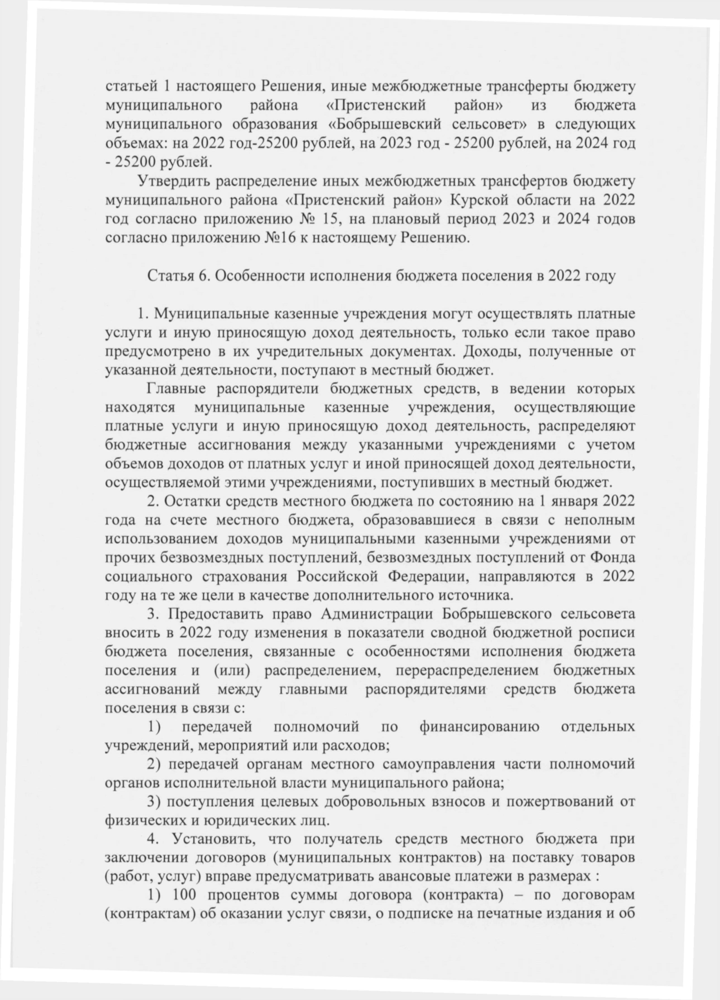 статьей 1 настоящего Решения, иные межбюджетные трансферты бюджету
муниципального района «Пристенский район» из бюджета
муниципального образования «Бобрышевский сельсовет» в следующих
объемах: на 2022 год-25200 рублей, на 2023 год - 25200 рублей, на 2024 год
- 25200 рублей.
Утвердить распределение иных межбюджетных трансфертов бюджету
муниципального района «Пристенский район» Курской области на 2022
год согласно приложению № 15, на плановый период 2023 и 2024 годов
согласно приложению №16 к настоящему Решению.
Статья 6. Особенности исполнения бюджета поселения в 2022 году
1. Муниципальные казенные учреждения могут осуществлять платные
услуги и иную приносящую доход деятельность, только если такое право
предусмотрено в их учредительных документах. Доходы, полученные от
указанной деятельности, поступают в местный бюджет.
Главные распорядители бюджетных средств, в ведении которых
находятся муниципальные казенные учреждения, осуществляющие
платные услуги и иную приносящую доход деятельность, распределяют
бюджетные ассигнования между указанными учреждениями с учетом
объемов доходов от платных услуг и иной приносящей доход деятельности,
осуществляемой этими учреждениями, поступивших в местный бюджет.
2. Остатки средств местного бюджета по состоянию на 1 января 2022
года на счете местного бюджета, образовавшиеся в связи с неполным
использованием доходов муниципальными казенными учреждениями от
прочих безвозмездных поступлений, безвозмездных поступлений от Фонда
социального страхования Российской Федерации, направляются в 2022
году на те же цели в качестве дополнительного источника.
3. Предоставить право Администрации Бобрышевского сельсовета
вносить в 2022 году изменения в показатели сводной бюджетной росписи
бюджета поселения, связанные с особенностями исполнения бюджета
поселения и (или) распределением, перераспределением бюджетных
ассигнований между главными распорядителями средств бюджета
поселения в связи с:
1) передачей полномочий по финансированию отдельных
учреждений, мероприятий или расходов;
2) передачей органам местного самоуправления части полномочий
органов исполнительной власти муниципального района;
3) поступления целевых добровольных взносов и пожертвований от
физических и юридических лиц.
4. Установить, что получатель средств местного бюджета при
заключении договоров (муниципальных контрактов) на поставку товаров
(работ, услуг) вправе предусматривать авансовые платежи в размерах :
1) 100 процентов суммы договора (контракта) – по договорам
(контрактам) об оказании услуг связи, о подписке на печатные издания и об